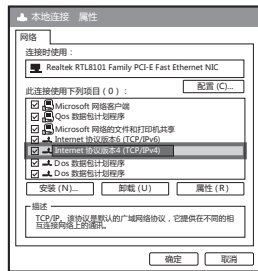 本地连接 属性
网络
连接时使用：
Realtek RTL8101 Family PCI-E Fast Ethernet NIC
配置 (C)...
此连接使用下列项目 ( 0 ) ：
Microsoft 网络客户端
Qos 数据包计划程序
Microsoft 网络的文件和打印机共享
Internet 协议版本6 (TCP/IPv6)
Internet 协议版本4 (TCP/IPv4)
Dos 数据包计划程序
Dos 数据包计划程序
安装 (N)... 卸载 (U) 属性 (R)
描述
TCP/IP。该协议是默认的广域网络协议，它提供在不同的相
互连接网络上的通讯。
确定 取消